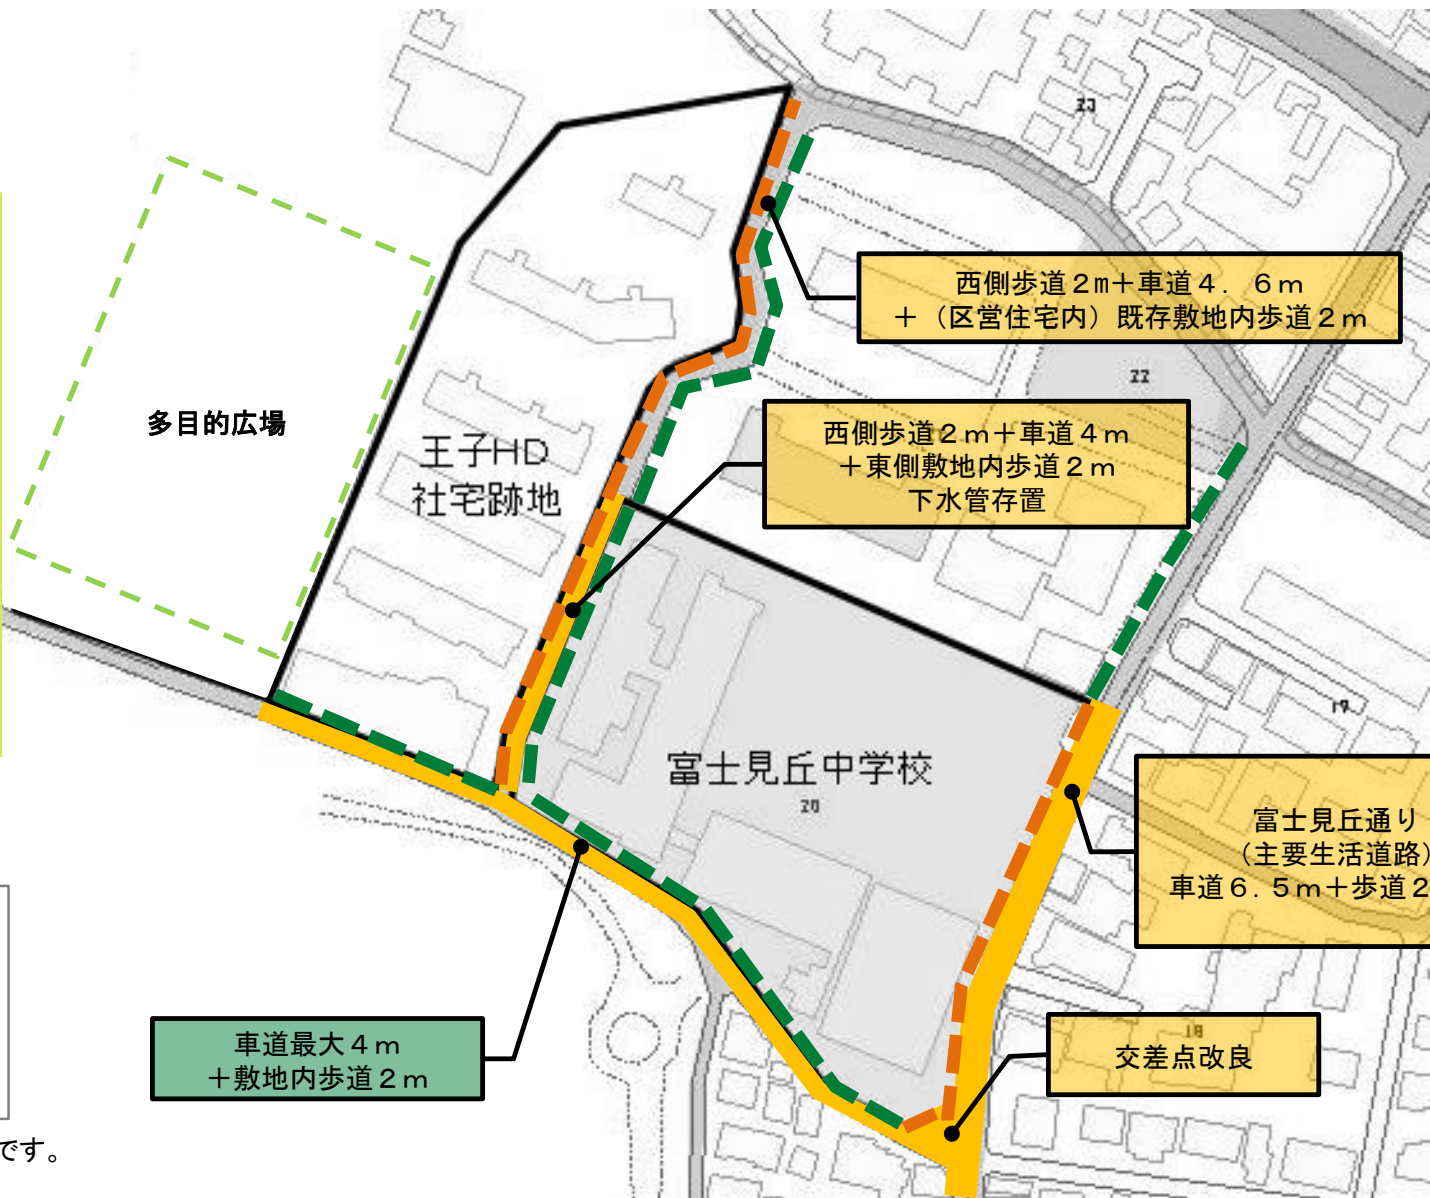 23
西側歩道２ｍ＋車道４．６ｍ
＋（区営住宅内）既存敷地内歩道２ｍ
22
多目的広場
王子HD
社宅跡地
西側歩道２ｍ＋車道４ｍ
＋東側敷地内歩道２ｍ
下水管存置
19
富士見丘中学校
20
富士見丘通り
（主要生活道路）
車道６．５ｍ＋歩道２
18
車道最大４ｍ
＋敷地内歩道２ｍ
交差点改良
です。